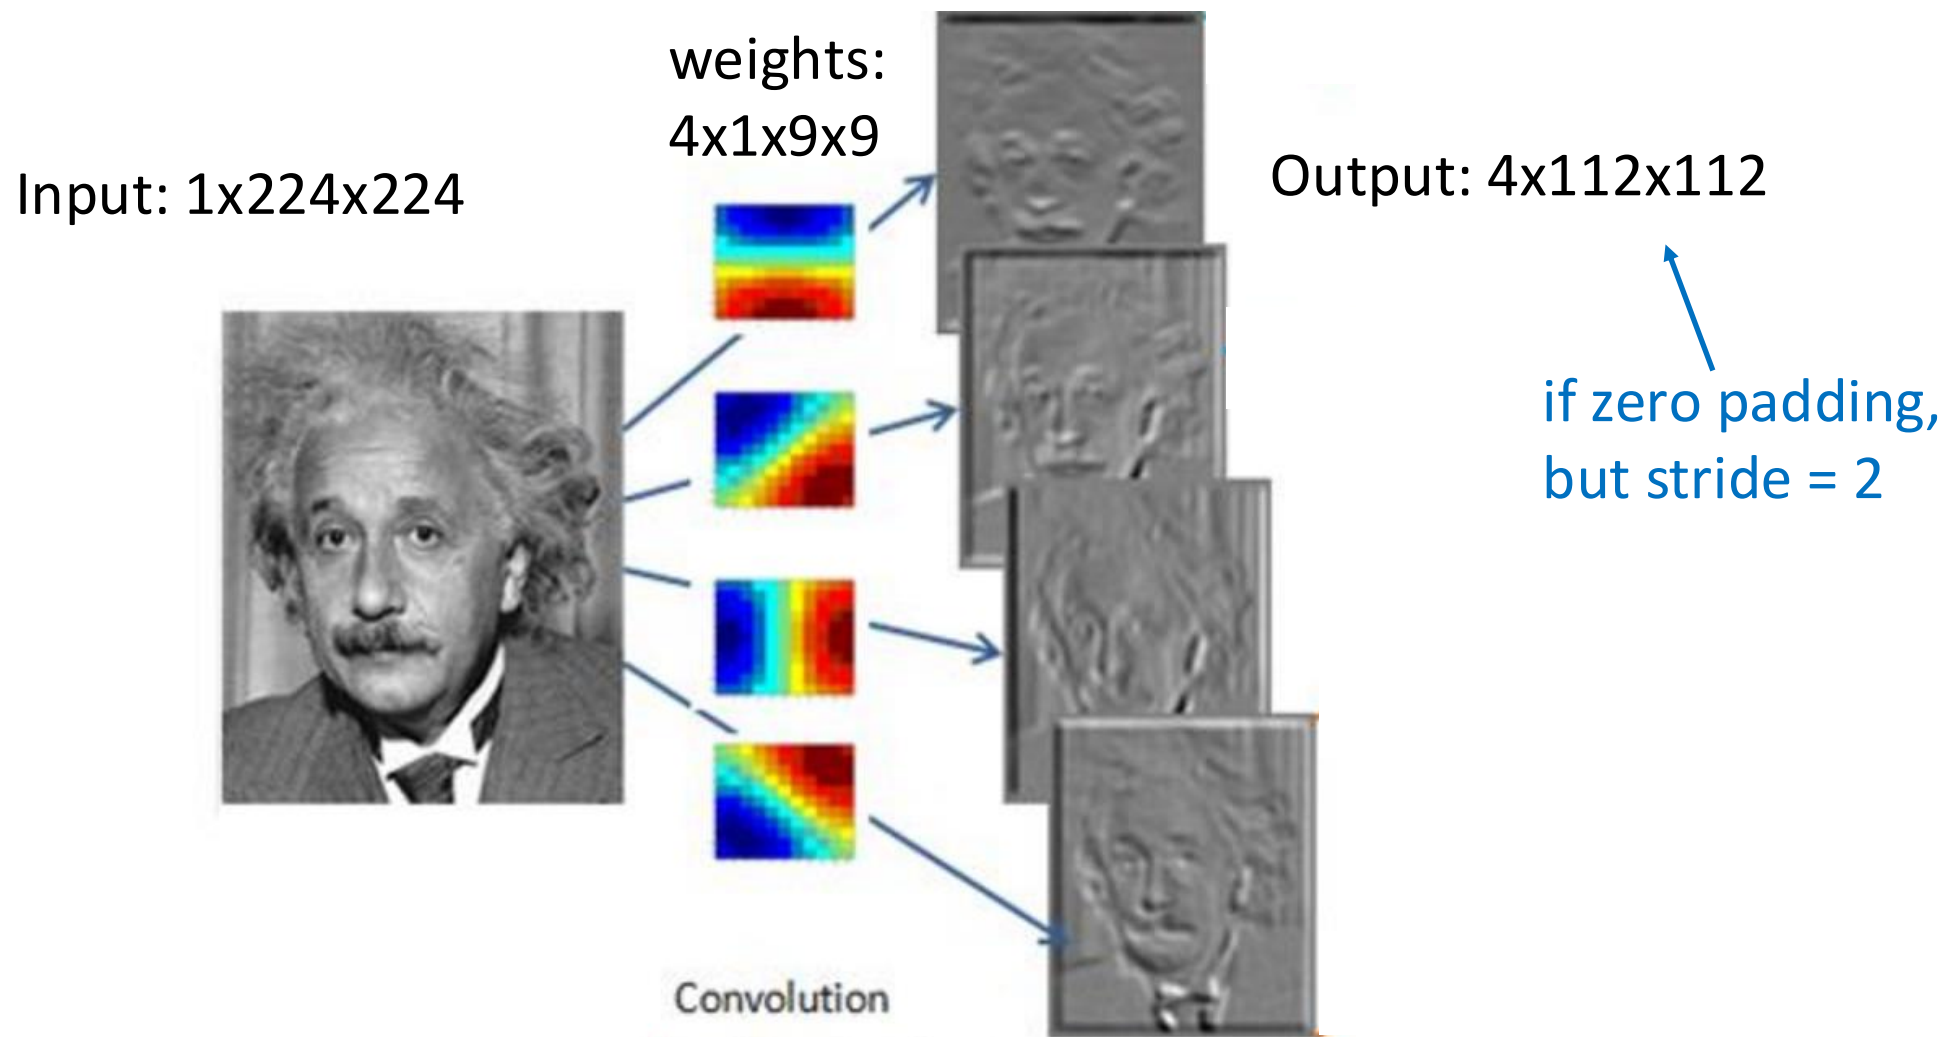 Input: 1x224x224
weights:
4x1x9x9
Output: 4x112x112
if zero padding,
but stride = 2
Convolution